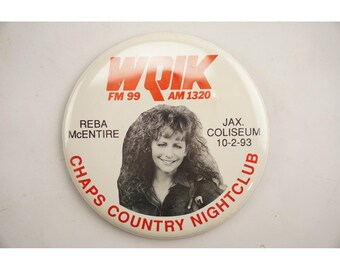 WQIK
FM 99 AM 1320
REBA
McENTIRE
JAX.
COLISEUM
10-2-93
CHAPS COUNTRY NIGHTCLUB